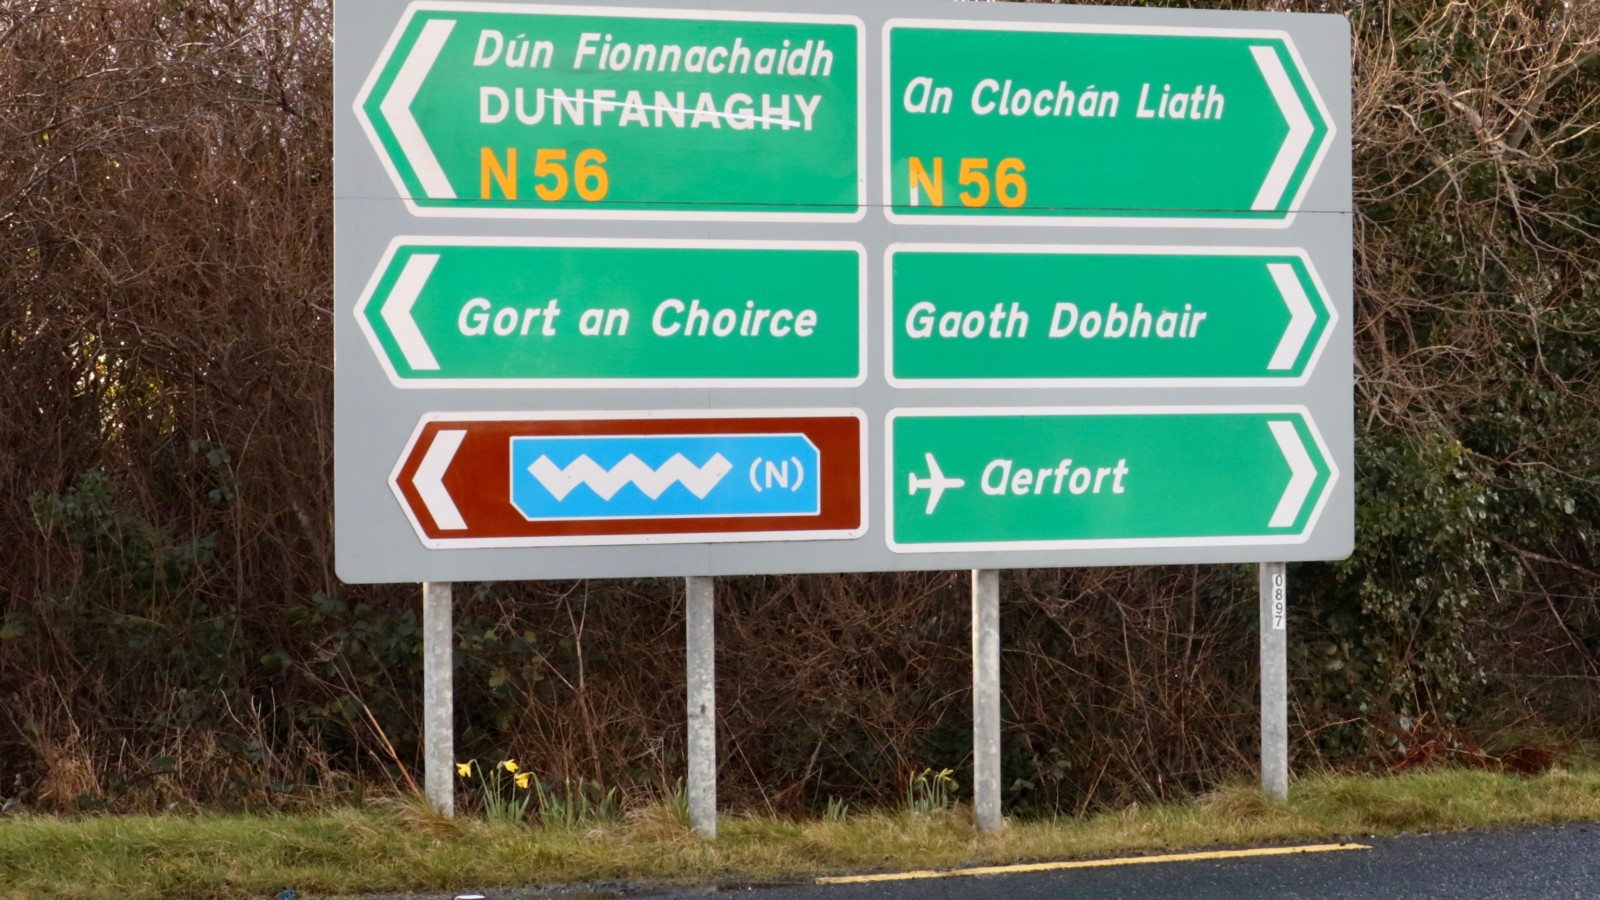 Dún Fionnachaidh
DUNFANAGHY
N56
An Clochán Liath
N56
Gort an Choirce
Gaoth Dobhair
(N)
Aerfort
0897